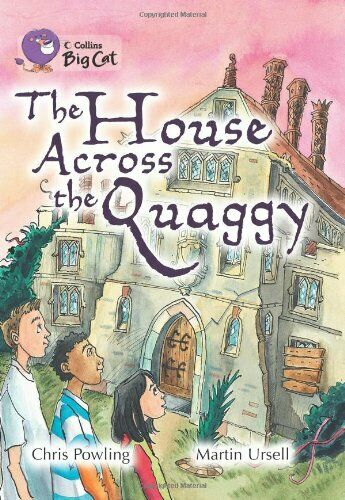 Collins
Big Cat
The House
Across
the Quaggy
Chris Powling
Martin Ursell